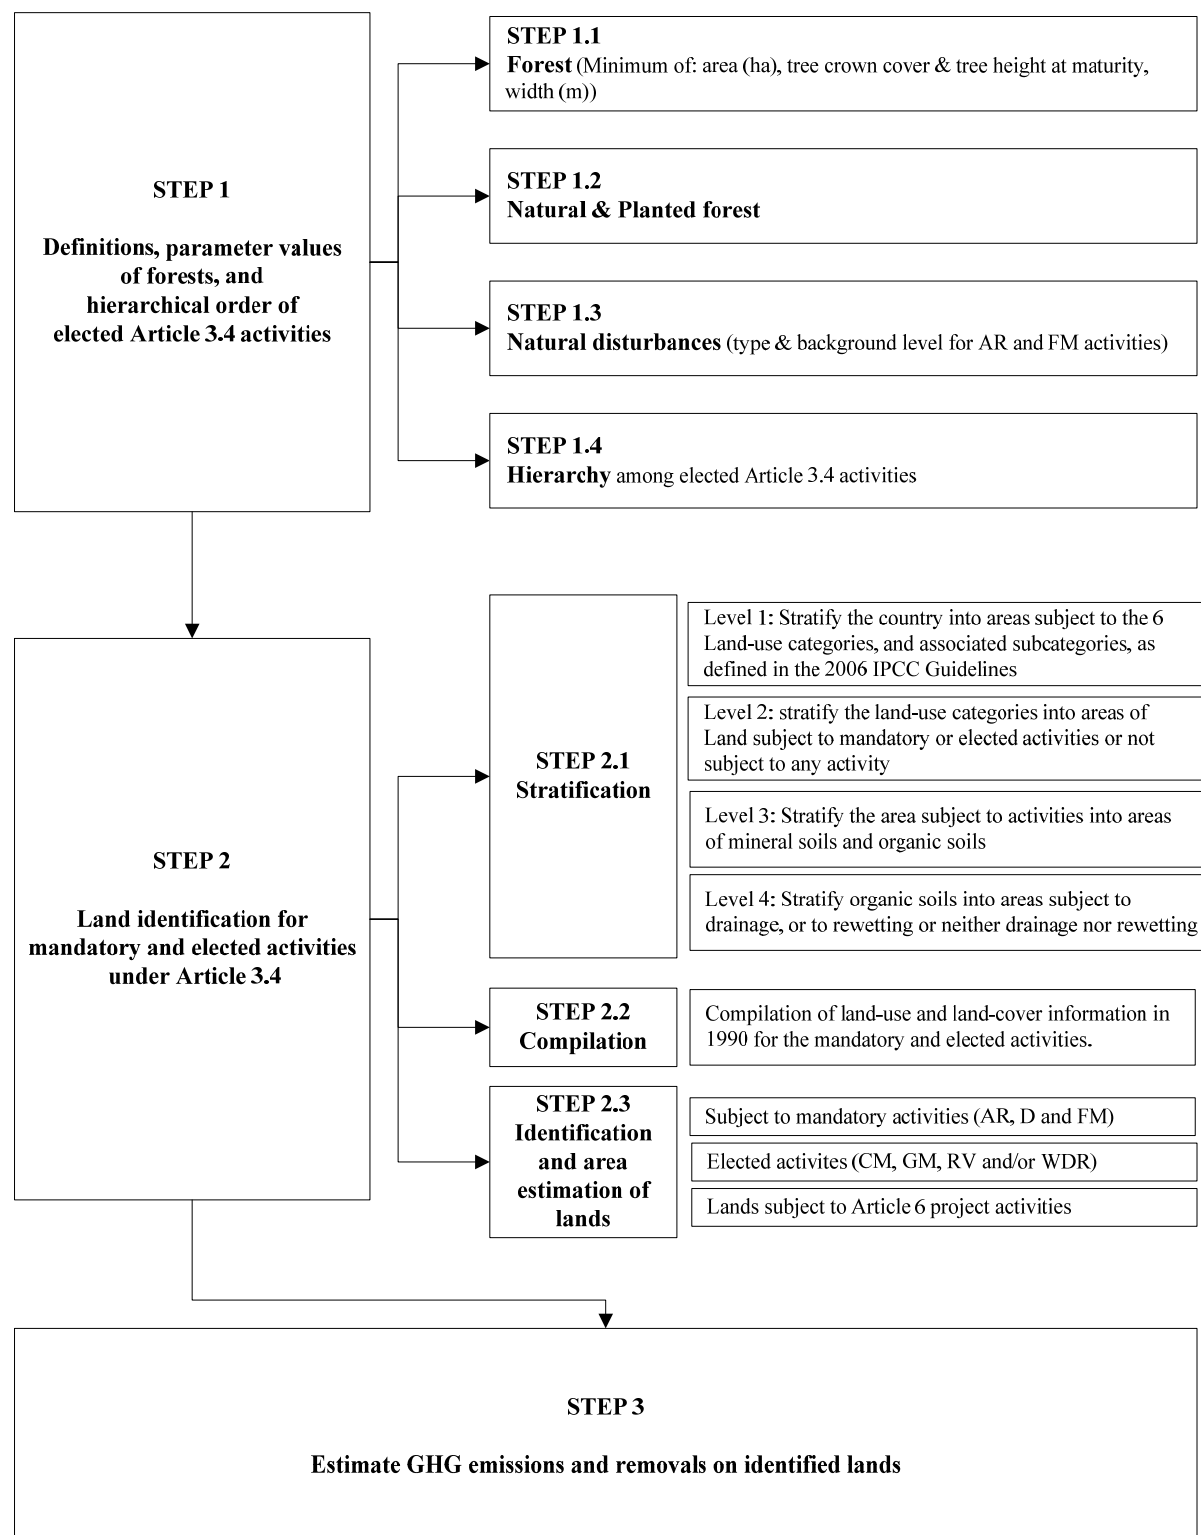 STEP 1
Definitions, parameter values
of forests, and
hierarchical order of
elected Article 3.4 activities
STEP 1.1
Forest (Minimum of: area (ha), tree crown cover & tree height at maturity,
width (m))
STEP 1.2
Natural & Planted forest
STEP 1.3
Natural disturbances (type & background level for AR and FM activities)
STEP 1.4
Hierarchy among elected Article 3.4 activities
STEP 2
Land identification for
mandatory and elected activities
under Article 3.4
STEP 2.1
Stratification
Level 1: Stratify the country into areas subject to the 6
Land-use categories, and associated subcategories, as
defined in the 2006 IPCC Guidelines
Level 2: stratify the land-use categories into areas of
Land subject to mandatory or elected activities or not
subject to any activity
Level 3: Stratify the area subject to activities into areas
of mineral soils and organic soils
Level 4: Stratify organic soils into areas subject to
drainage, or to rewetting or neither drainage nor rewetting
STEP 2.2
Compilation
Compilation of land-use and land-cover information in
1990 for the mandatory and elected activities.
STEP 2.3
Identification
and area
estimation of
lands
Subject to mandatory activities (AR, D and FM)
Elected activites (CM, GM, RV and/or WDR)
Lands subject to Article 6 project activities
STEP 3
Estimate GHG emissions and removals on identified lands